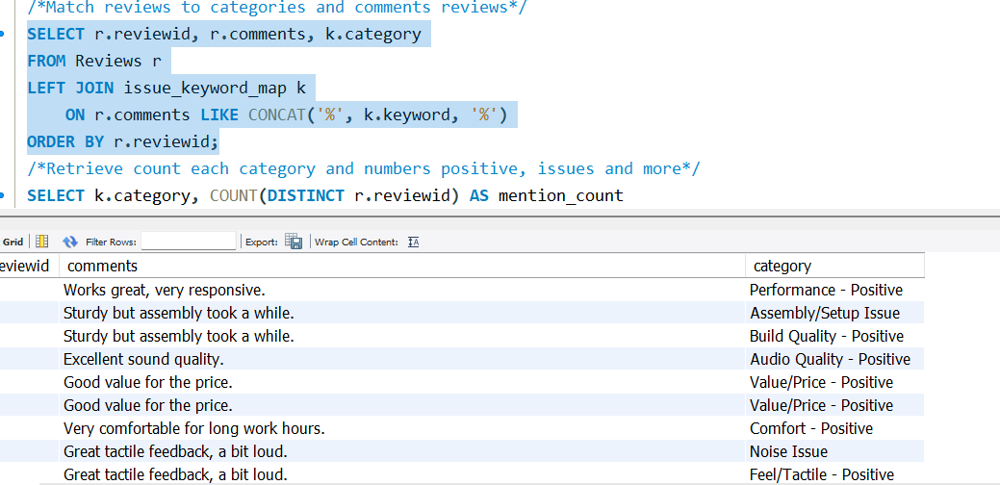 /*Match reviews to categories and comments reviews*/
SELECT r.reviewid, r.comments, k.category
FROM Reviews r
LEFT JOIN issue_keyword_map k
ON r.comments LIKE CONCAT('%', k.keyword, '%')
ORDER BY r.reviewid;
/*Retrieve count each category and numbers positive, issues and more*/
SELECT k.category, COUNT(DISTINCT r.reviewid) AS mention_count
Grid Filter Rows: Export: Wrap Cell Content:
eviewid comments category
Works great, very responsive. Performance - Positive
Sturdy but assembly took a while. Assembly/Setup Issue
Sturdy but assembly took a while. Build Quality - Positive
Excellent sound quality. Audio Quality - Positive
Good value for the price. Value/Price - Positive
Good value for the price. Value/Price - Positive
Very comfortable for long work hours. Comfort - Positive
Great tactile feedback, a bit loud. Noise Issue
Great tactile feedback, a bit loud. Feel/Tactile - Positive